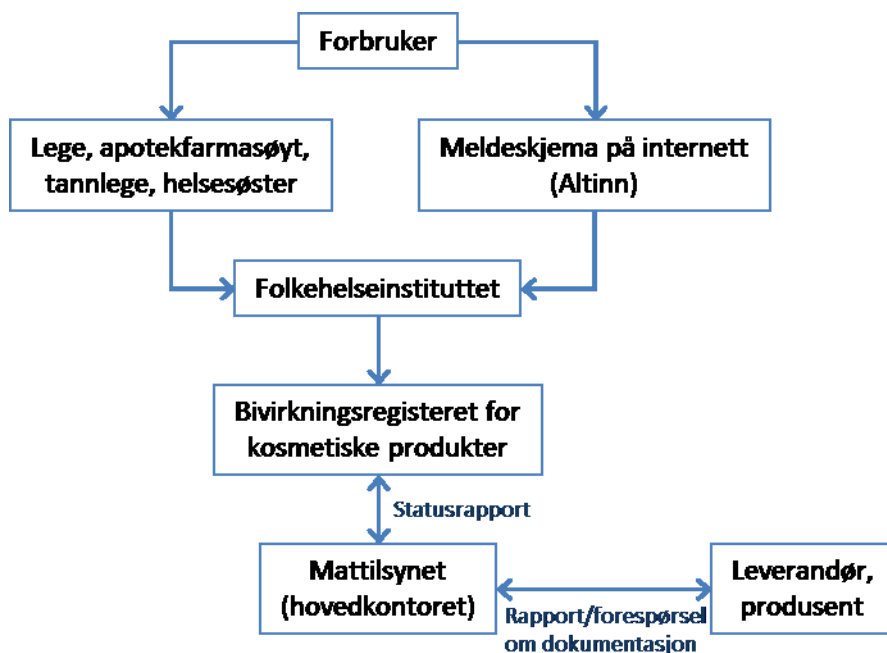 Forbruker
Lege, apotekfarmasøyt,
tannlege, helsesøster
Meldeskjema på internett
(Altinn)
Folkehelseinstituttet
Bivirkningsregisteret for
kosmetiske produkter
Statusrapport
Mattilsynet
(hovedkontoret)
Rapport/forespørsel
om dokumentasjon
Leverandør,
produsent